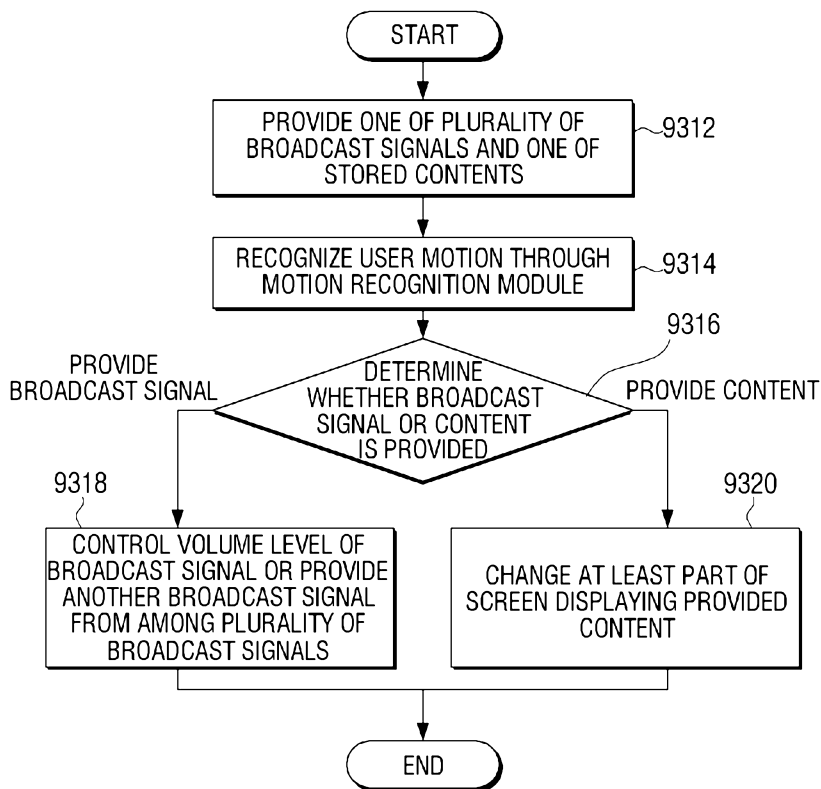 START
PROVIDE ONE OF PLURALITY OF
BROADCAST SIGNALS AND ONE OF
STORED CONTENTS
9312
RECOGNIZE USER MOTION THROUGH
MOTION RECOGNITION MODULE
9314
9316
PROVIDE
BROADCAST SIGNAL
DETERMINE
WHETHER BROADCAST
SIGNAL OR CONTENT
IS PROVIDED
PROVIDE CONTENT
9318
CONTROL VOLUME LEVEL OF
BROADCAST SIGNAL OR PROVIDE
ANOTHER BROADCAST SIGNAL
FROM AMONG PLURALITY OF
BROADCAST SIGNALS
9320
CHANGE AT LEAST PART OF
SCREEN DISPLAYING PROVIDED
CONTENT
END